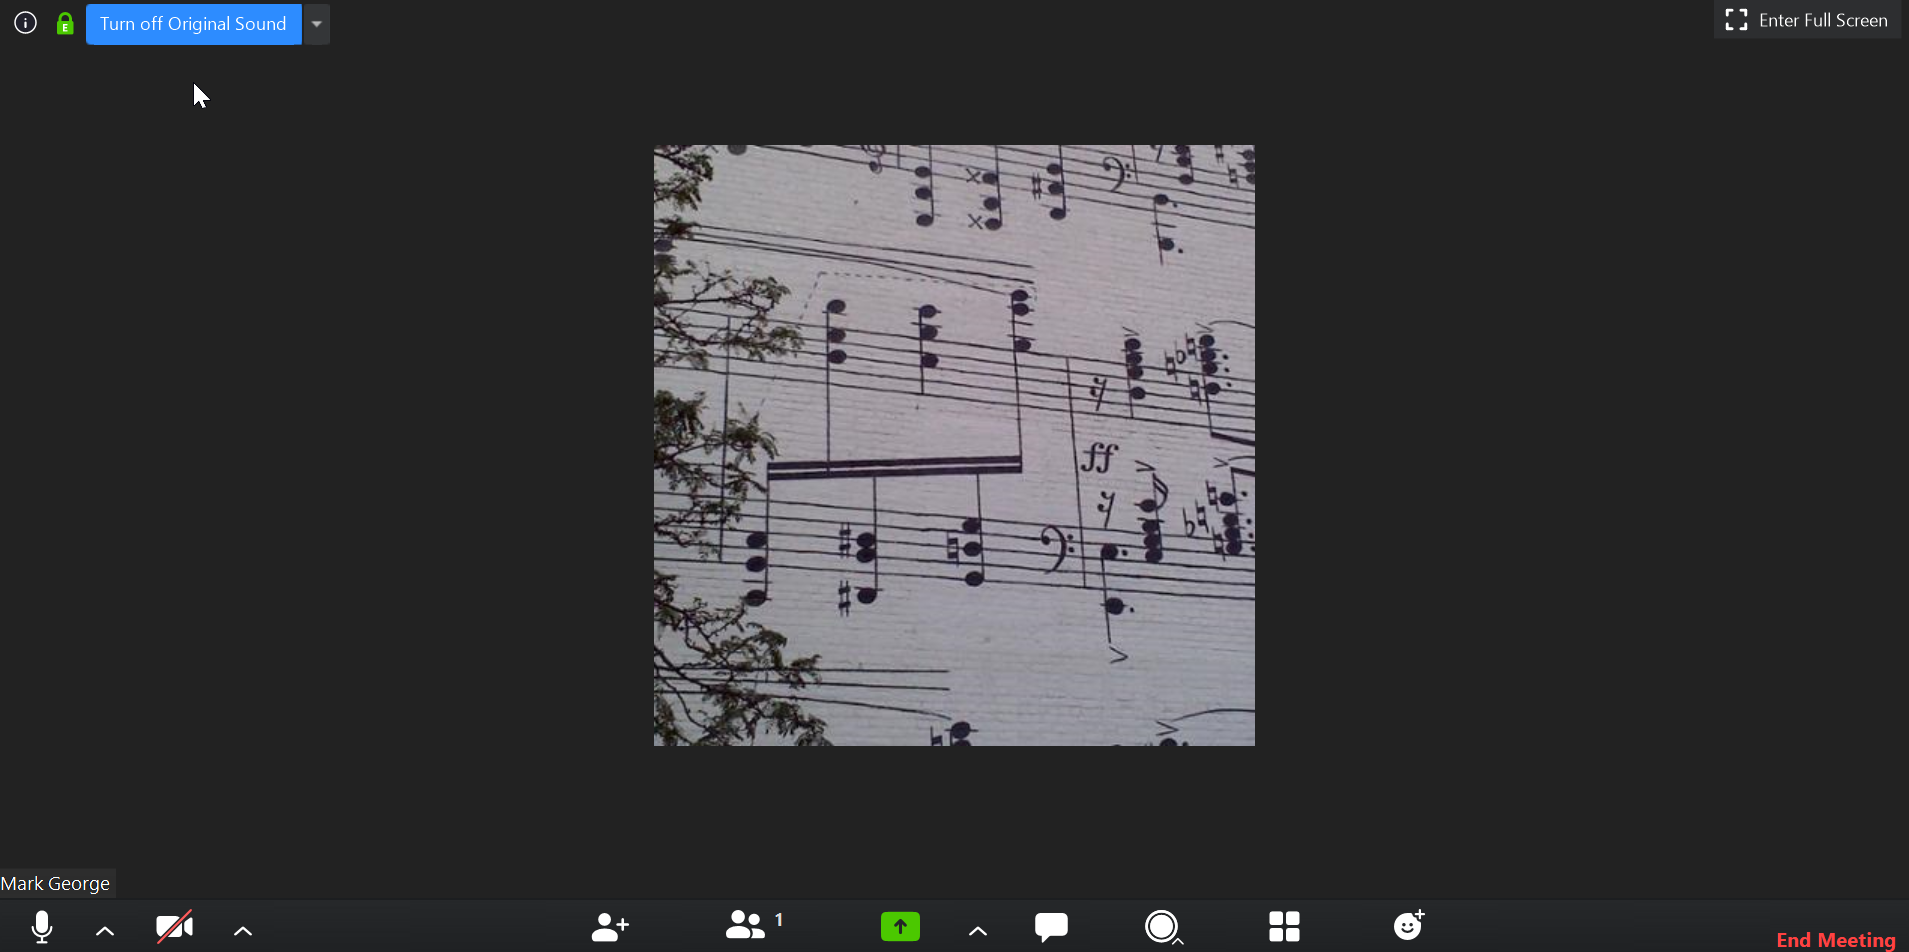 Turn off Original Sound
Enter Full Screen
ff
Mark George
1
End Meeting